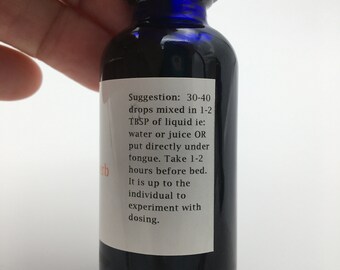 Suggestion: 30-40
drops mixed in 1-2
TBSP of liquid ie:
water or juice OR
put directly under
tongue. Take 1-2
hours before bed.
It is up to the
individual to
experiment with
dosing.